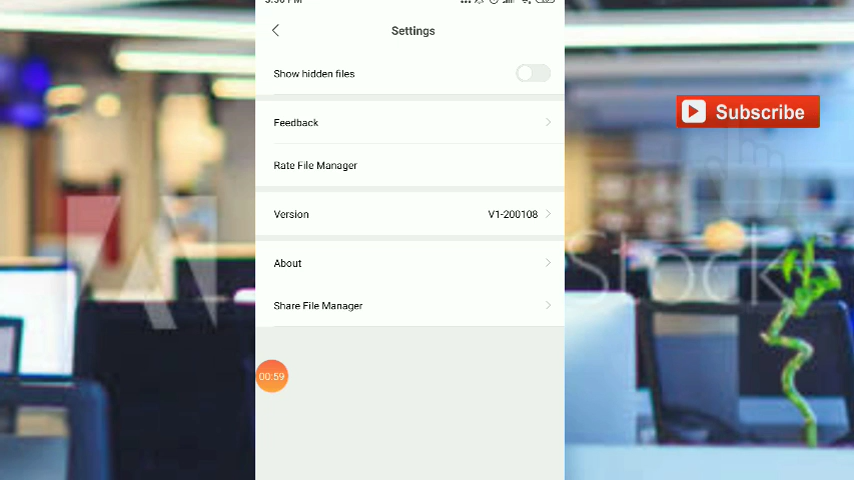 Settings
Show hidden files
Subscribe
Feedback
Rate File Manager
Version V1-200108
About
Share File Manager
00:59